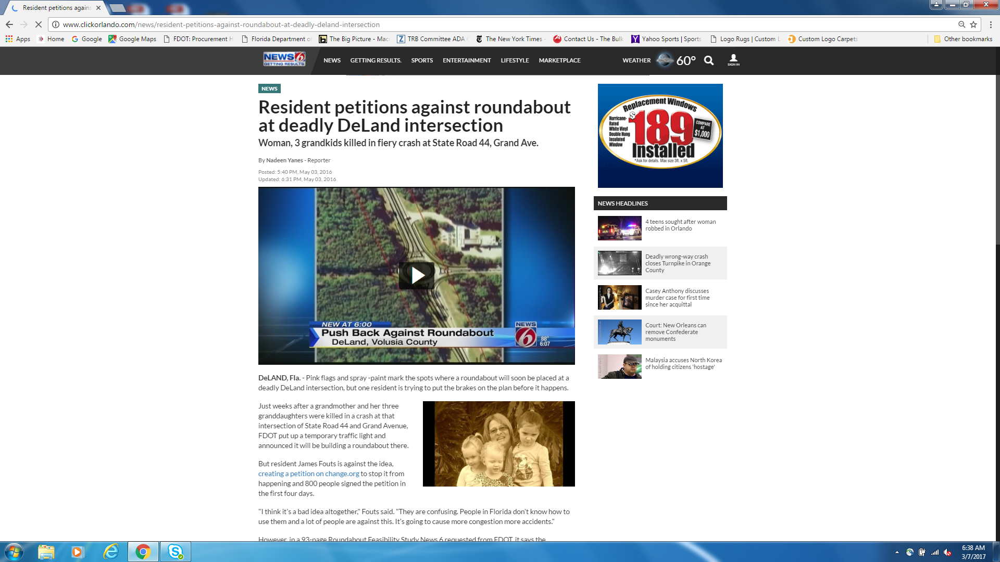 Resident petitions agains
www.clickorlando.com/news/resident-petitions-against-roundabout-at-deadly-deland-intersection
Apps Home Google Google Maps FDOT: Procurement H Florida Department o The Big Picture - Mac TRB Committee ADA The New York Times - Contact Us - The Bulk Yahoo Sports | Sports Logo Rugs | Custom L Custom Logo Carpets Other bookmarks
NEWS 6
GETTING RESULTS.
NEWS GETTING RESULTS. SPORTS ENTERTAINMENT LIFESTYLE MARKETPLACE WEATHER 60° SIGN IN
NEWS
Resident petitions against roundabout
at deadly DeLand intersection
Woman, 3 grandkids killed in fiery crash at State Road 44, Grand Ave.
By Nadeen Yanes - Reporter
Posted: 5:40 PM, May 03, 2016
Updated: 6:31 PM, May 03, 2016
NEW AT 6:00
Push Back Against Roundabout
DeLand, Volusia County
NEWS
6
88°
6:07
DeLAND, Fla. - Pink flags and spray -paint mark the spots where a roundabout will soon be placed at a
deadly DeLand intersection, but one resident is trying to put the brakes on the plan before it happens.
Just weeks after a grandmother and her three
granddaughters were killed in a crash at that
intersection of State Road 44 and Grand Avenue,
FDOT put up a temporary traffic light and
announced it will be building a roundabout there.
But resident James Fouts is against the idea,
creating a petition on change.org to stop it from
happening and 800 people signed the petition in
the first four days.
"I think it's a bad idea altogether," Fouts said. "They are confusing. People in Florida don't know how to
use them and a lot of people are against this. It's going to cause more congestion more accidents."
However, in a 93-page Roundabout Feasibility Study News 6 requested from FDOT, it says the
Replacement Windows
Hurricane-
Rated
White Vinyl
Double Hung
Insulated
Window
$189
COMPARE
AT
$1,000
Installed
*Ask for details. Max size 3ft. x 5ft.
NEWS HEADLINES
4 teens sought after woman
robbed in Orlando
Deadly wrong-way crash
closes Turnpike in Orange
County
Casey Anthony discusses
murder case for first time
since her acquittal
Court: New Orleans can
remove Confederate
monuments
Malaysia accuses North Korea
of holding citizens 'hostage'
6:38 AM
3/7/2017